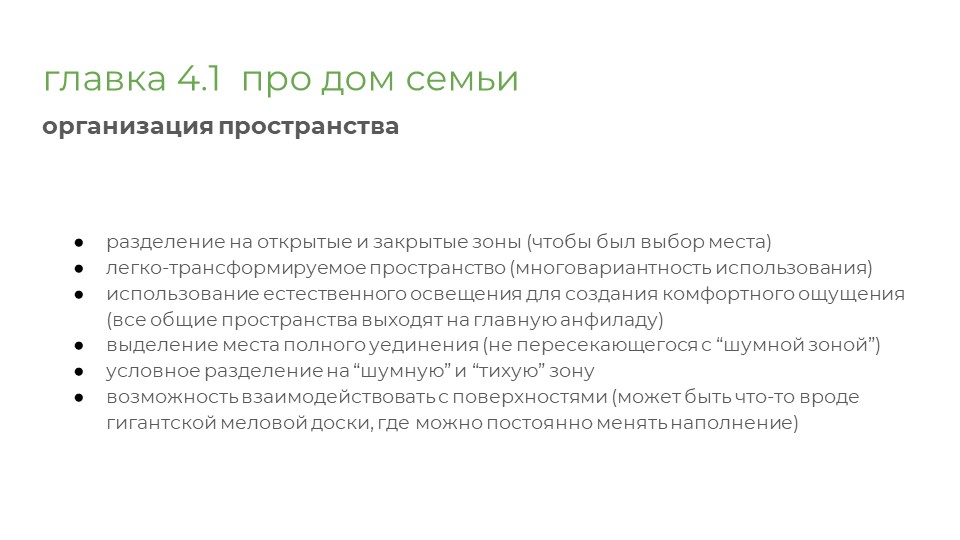 главка 4.1 про дом семьи
организация пространства
● разделение на открытые и закрытые зоны (чтобы был выбор места)
● легко-трансформируемое пространство (многовариантность использования)
● использование естественного освещения для создания комфортного ощущения
(все общие пространства выходят на главную анфиладу)
● выделение места полного уединения (не пересекающегося с “шумной зоной”)
● условное разделение на “шумную” и “тихую” зону
● возможность взаимодействовать с поверхностями (может быть что-то вроде
гигантской меловой доски, где можно постоянно менять наполнение)